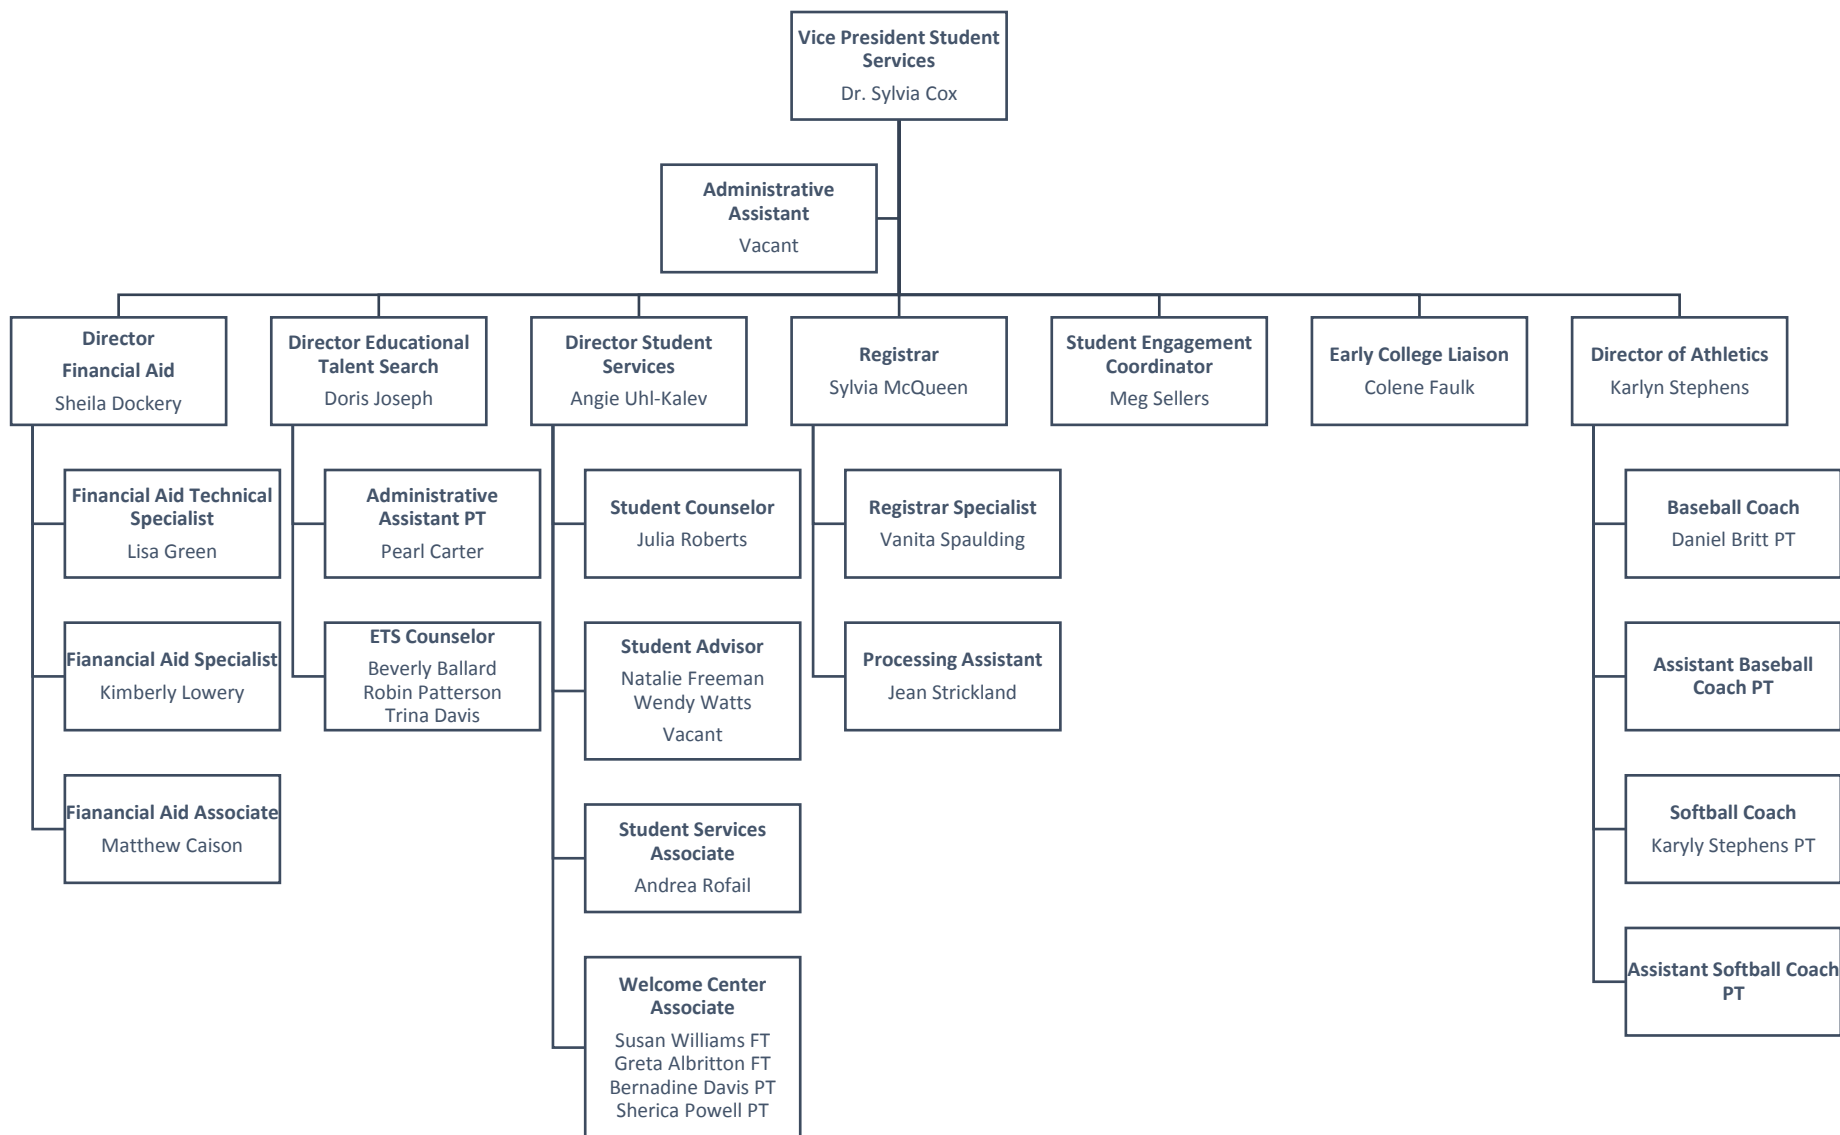 Vice President Student
Services
Dr. Sylvia Cox
Administrative
Assistant
Vacant
Director
Financial Aid
Sheila Dockery
Director Educational
Talent Search
Doris Joseph
Director Student
Services
Angie Uhl-Kalev
Registrar
Sylvia McQueen
Student Engagement
Coordinator
Meg Sellers
Early College Liaison
Colene Faulk
Director of Athletics
Karlyn Stephens
Financial Aid Technical
Specialist
Lisa Green
Fianancial Aid Specialist
Kimberly Lowery
Fianancial Aid Associate
Matthew Caison
Administrative
Assistant PT
Pearl Carter
ETS Counselor
Beverly Ballard
Robin Patterson
Trina Davis
Student Counselor
Julia Roberts
Student Advisor
Natalie Freeman
Wendy Watts
Vacant
Student Services
Associate
Andrea Rofail
Welcome Center
Associate
Susan Williams FT
Greta Albritton FT
Bernadine Davis PT
Sherica Powell PT
Registrar Specialist
Vanita Spaulding
Processing Assistant
Jean Strickland
Baseball Coach
Daniel Britt PT
Assistant Baseball
Coach PT
Softball Coach
Karyly Stephens PT
Assistant Softball Coach
PT